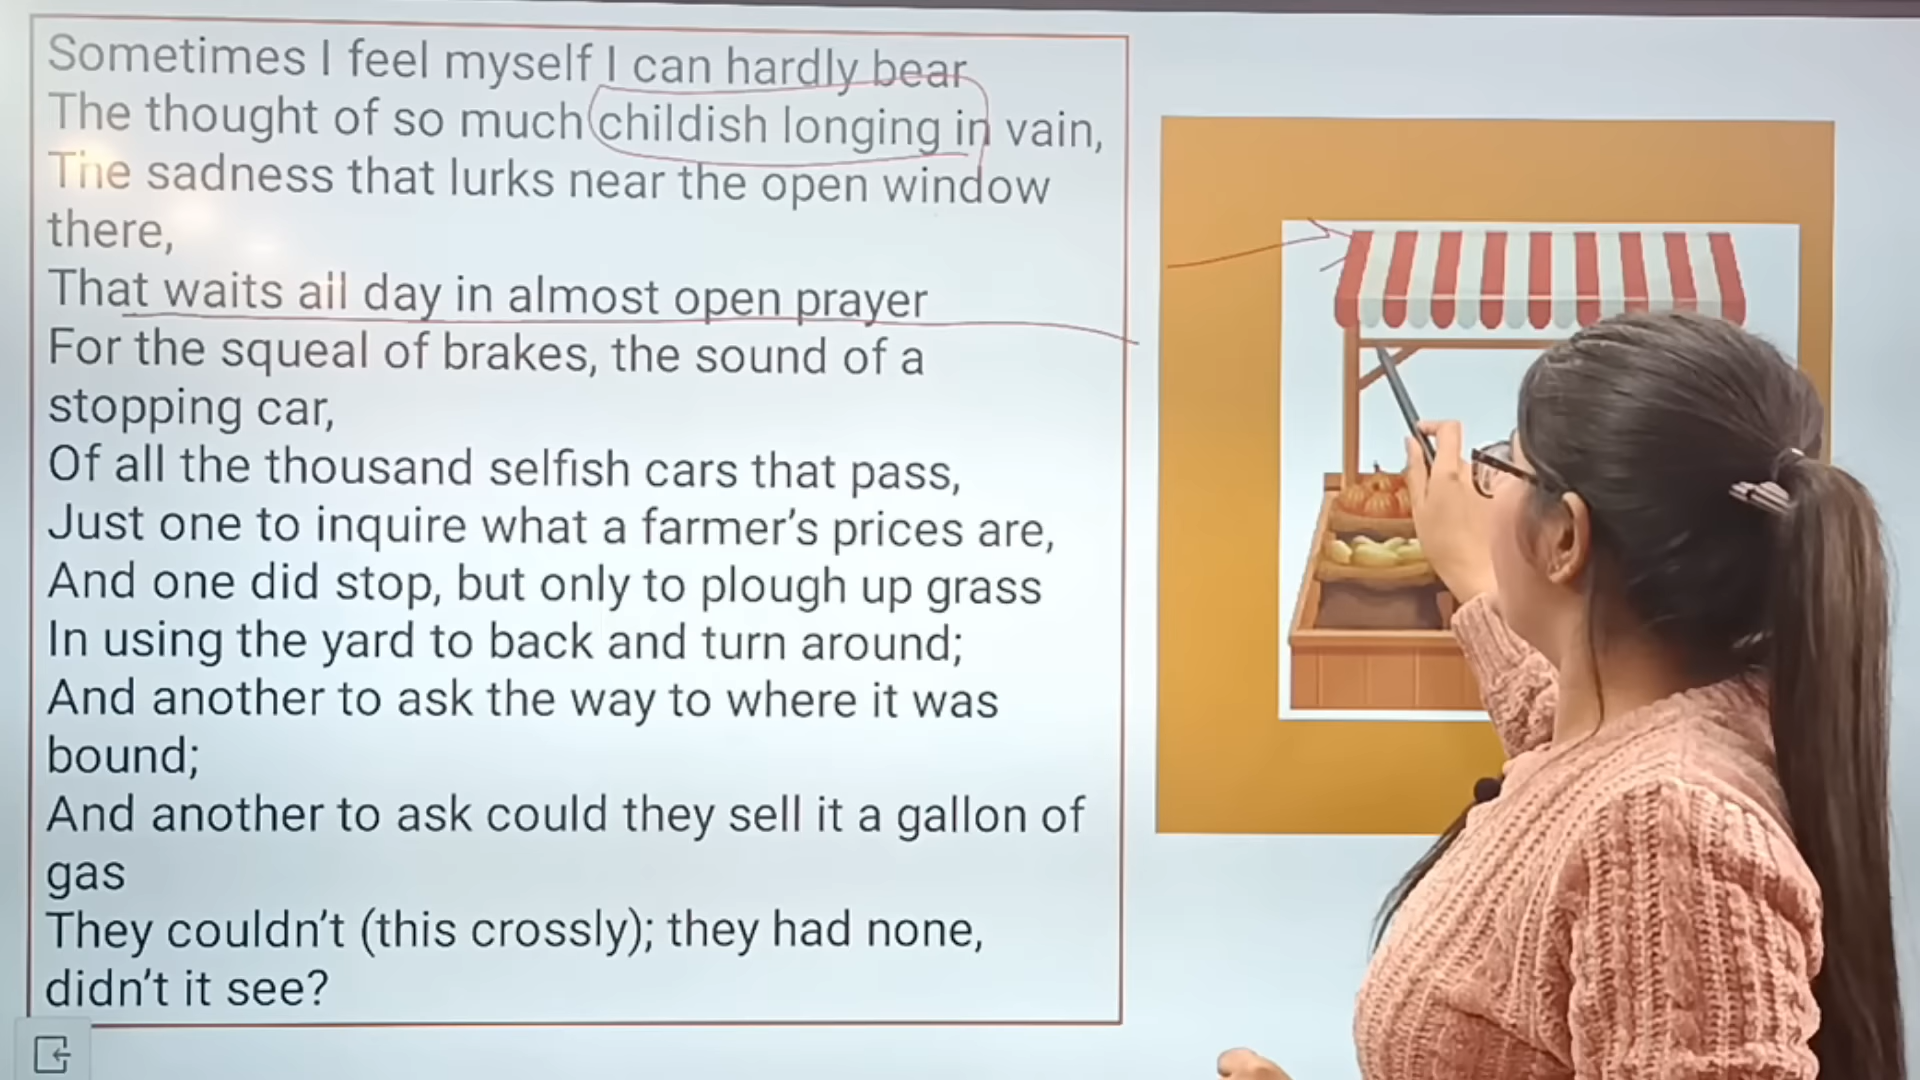 Sometimes I feel myself I can hardly bear
The thought of so much childish longing in vain,
The sadness that lurks near the open window
there,
That waits all day in almost open prayer
For the squeal of brakes, the sound of a
stopping car,
Of all the thousand selfish cars that pass,
Just one to inquire what a farmer's prices are,
And one did stop, but only to plough up grass
In using the yard to back and turn around;
And another to ask the way to where it was
bound;
And another to ask could they sell it a gallon of
gas
They couldn't (this crossly); they had none,
didn't it see?